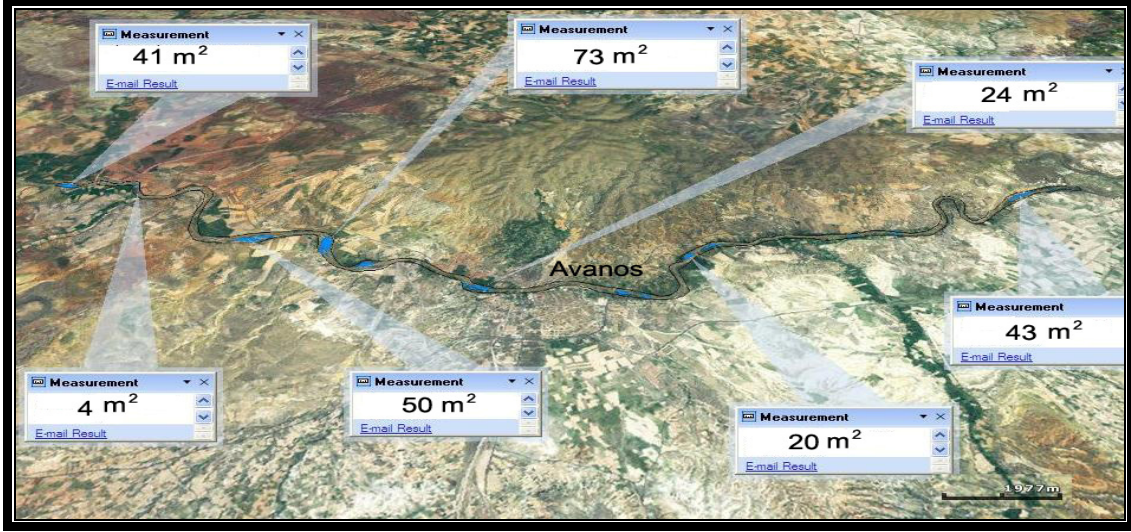 Measurement
41 m²
E-mail Result
Measurement
73 m²
E-mail Result
Measurement
24 m²
E-mail Result
Avanos
Measurement
43 m²
E-mail Result
Measurement
4 m²
E-mail Result
Measurement
50 m²
E-mail Result
Measurement
20 m²
E-mail Result
1977m